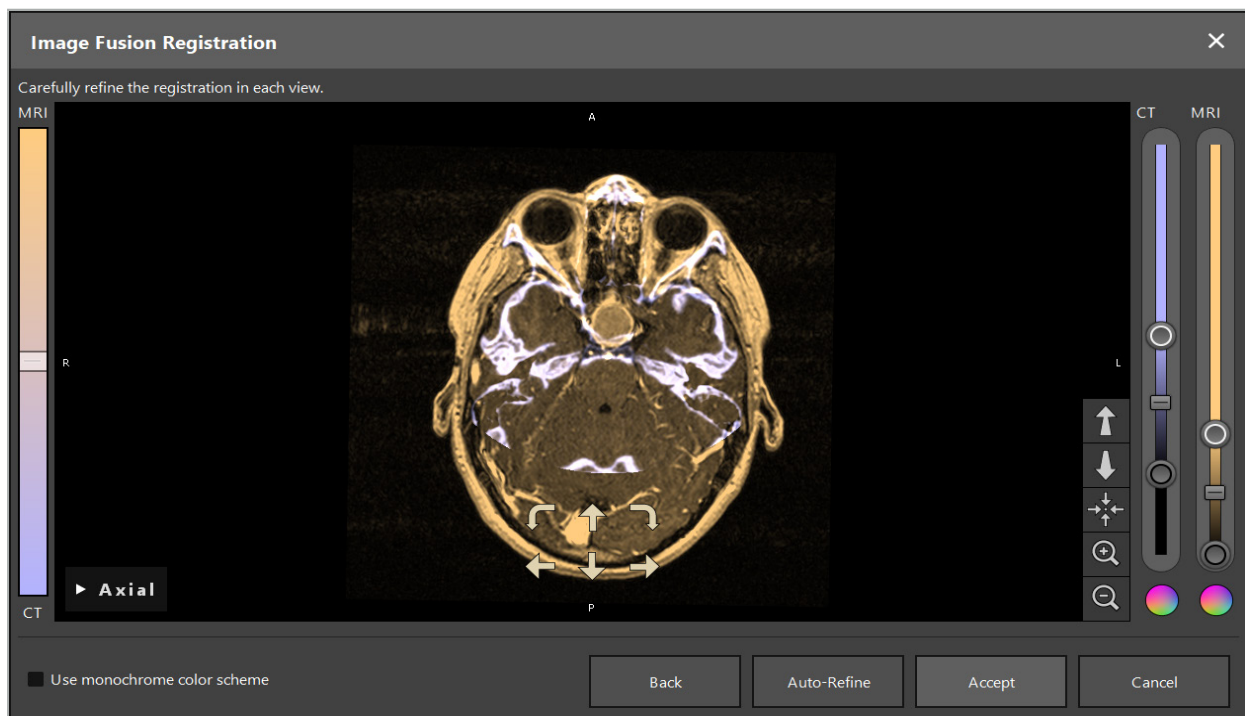 Image Fusion Registration
Carefully refine the registration in each view.
MRI
CT
MRI
A
R
L
Axial
P
CT
Use monochrome color scheme
Back
Auto-Refine
Accept
Cancel